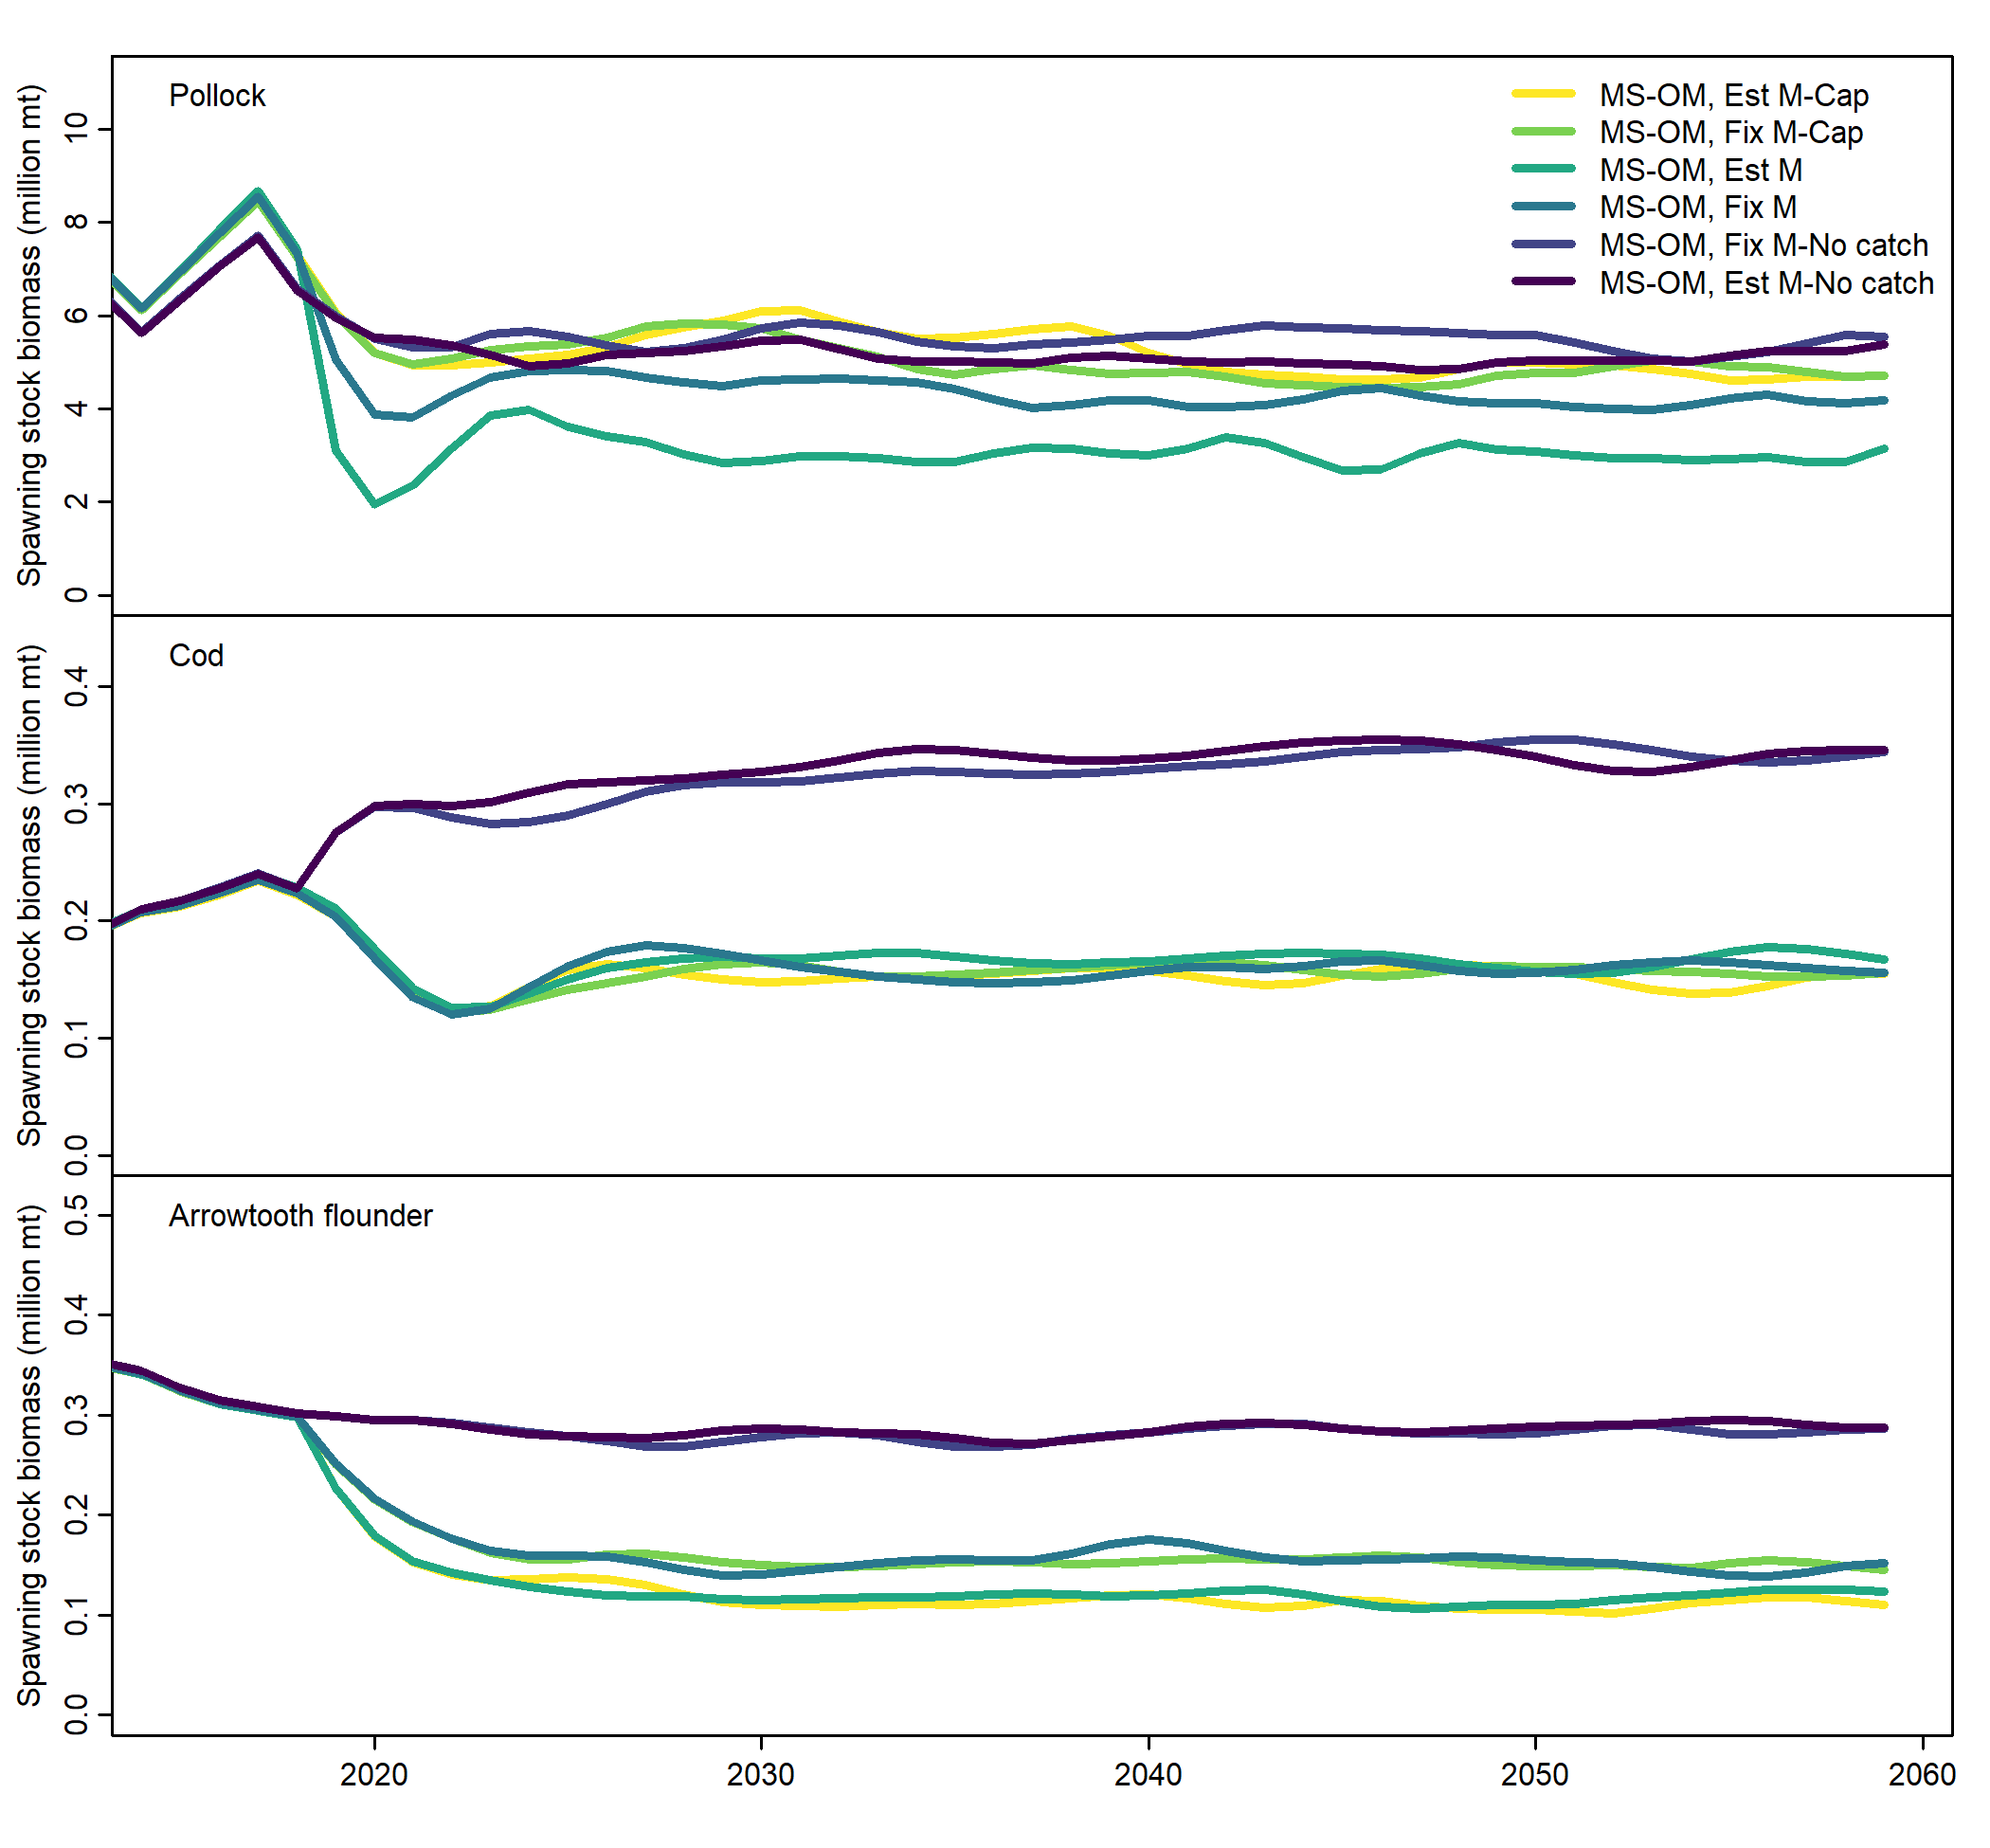 Pollock
MS-OM, Est M-Cap
MS-OM, Fix M-Cap
MS-OM, Est M
MS-OM, Fix M
MS-OM, Fix M-No catch
MS-OM, Est M-No catch
Spawning stock biomass (million mt)
10
8
6
4
2
0
Cod
Spawning stock biomass (million mt)
0.4
0.3
0.2
0.1
0.0
Arrowtooth flounder
Spawning stock biomass (million mt)
0.5
0.4
0.3
0.2
0.1
0.0
2020 2030 2040 2050 2060